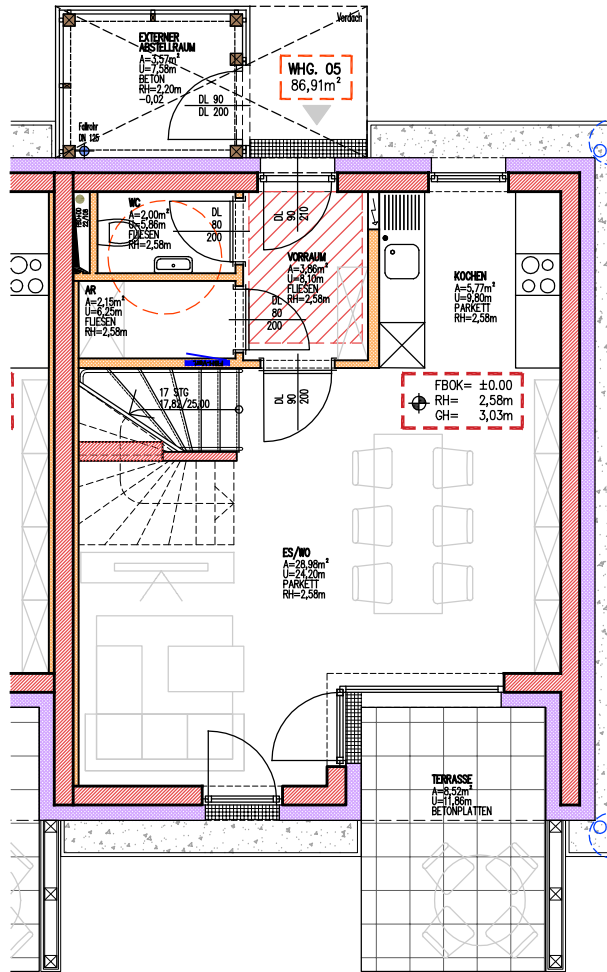 Verdach
EXTERNER
ABSTELLRAUM
A=3,57m²
U=7,58m
BETON
RH=2,20m
-0,02
WHG. 05
86,91m²
DL 90
DL 200
Fallrohr
DN 125
WC
A=2,00m²
U=5,86m
FLIESEN
RH=2,58m
DL
80
200
DL
90
210
VORRAUM
A=3,86m²
U=8,10m
FLIESEN
RH=2,58m
KOCHEN
A=5,77m²
U=9,80m
PARKETT
RH=2,58m
AR
A=2,15m²
U=6,25m
FLIESEN
RH=2,58m
DL
80
200
17 STG
17,82/25,00
DL
90
200
FBOK= ±0.00
RH= 2,58m
GH= 3,03m
ES/WO
A=28,98m²
U=24,20m
PARKETT
RH=2,58m
TERRASSE
A=8,52m²
U=11,86m
BETONPLATTEN